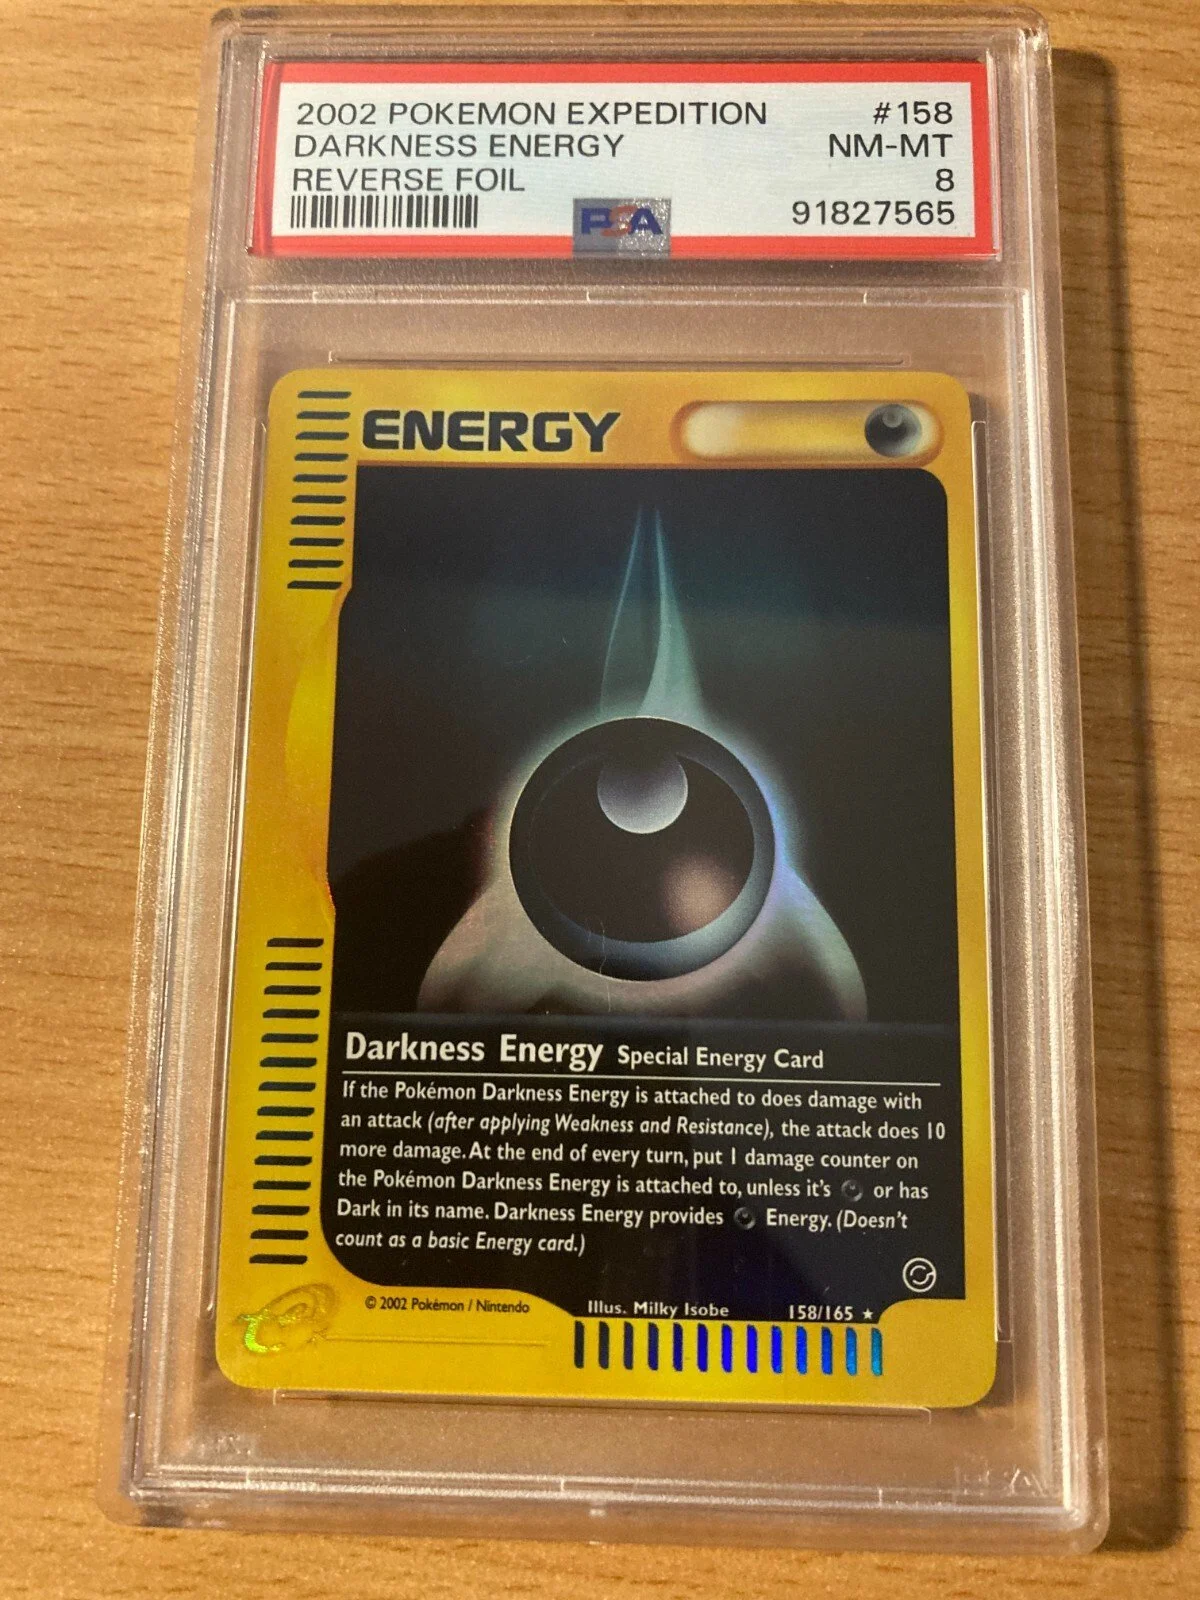 2002 POKEMON EXPEDITION #158
DARKNESS ENERGY NM-MT
REVERSE FOIL 8
PSA 91827565
ENERGY
Darkness Energy Special Energy Card
If the Pokémon Darkness Energy is attached to does damage with
an attack (after applying Weakness and Resistance), the attack does 10
more damage. At the end of every turn, put 1 damage counter on
the Pokémon Darkness Energy is attached to, unless it's or has
Dark in its name. Darkness Energy provides Energy. (Doesn't
count as a basic Energy card.)
© 2002 Pokémon / Nintendo Illus. Milky Isobe 158/165 ★
e
PSA